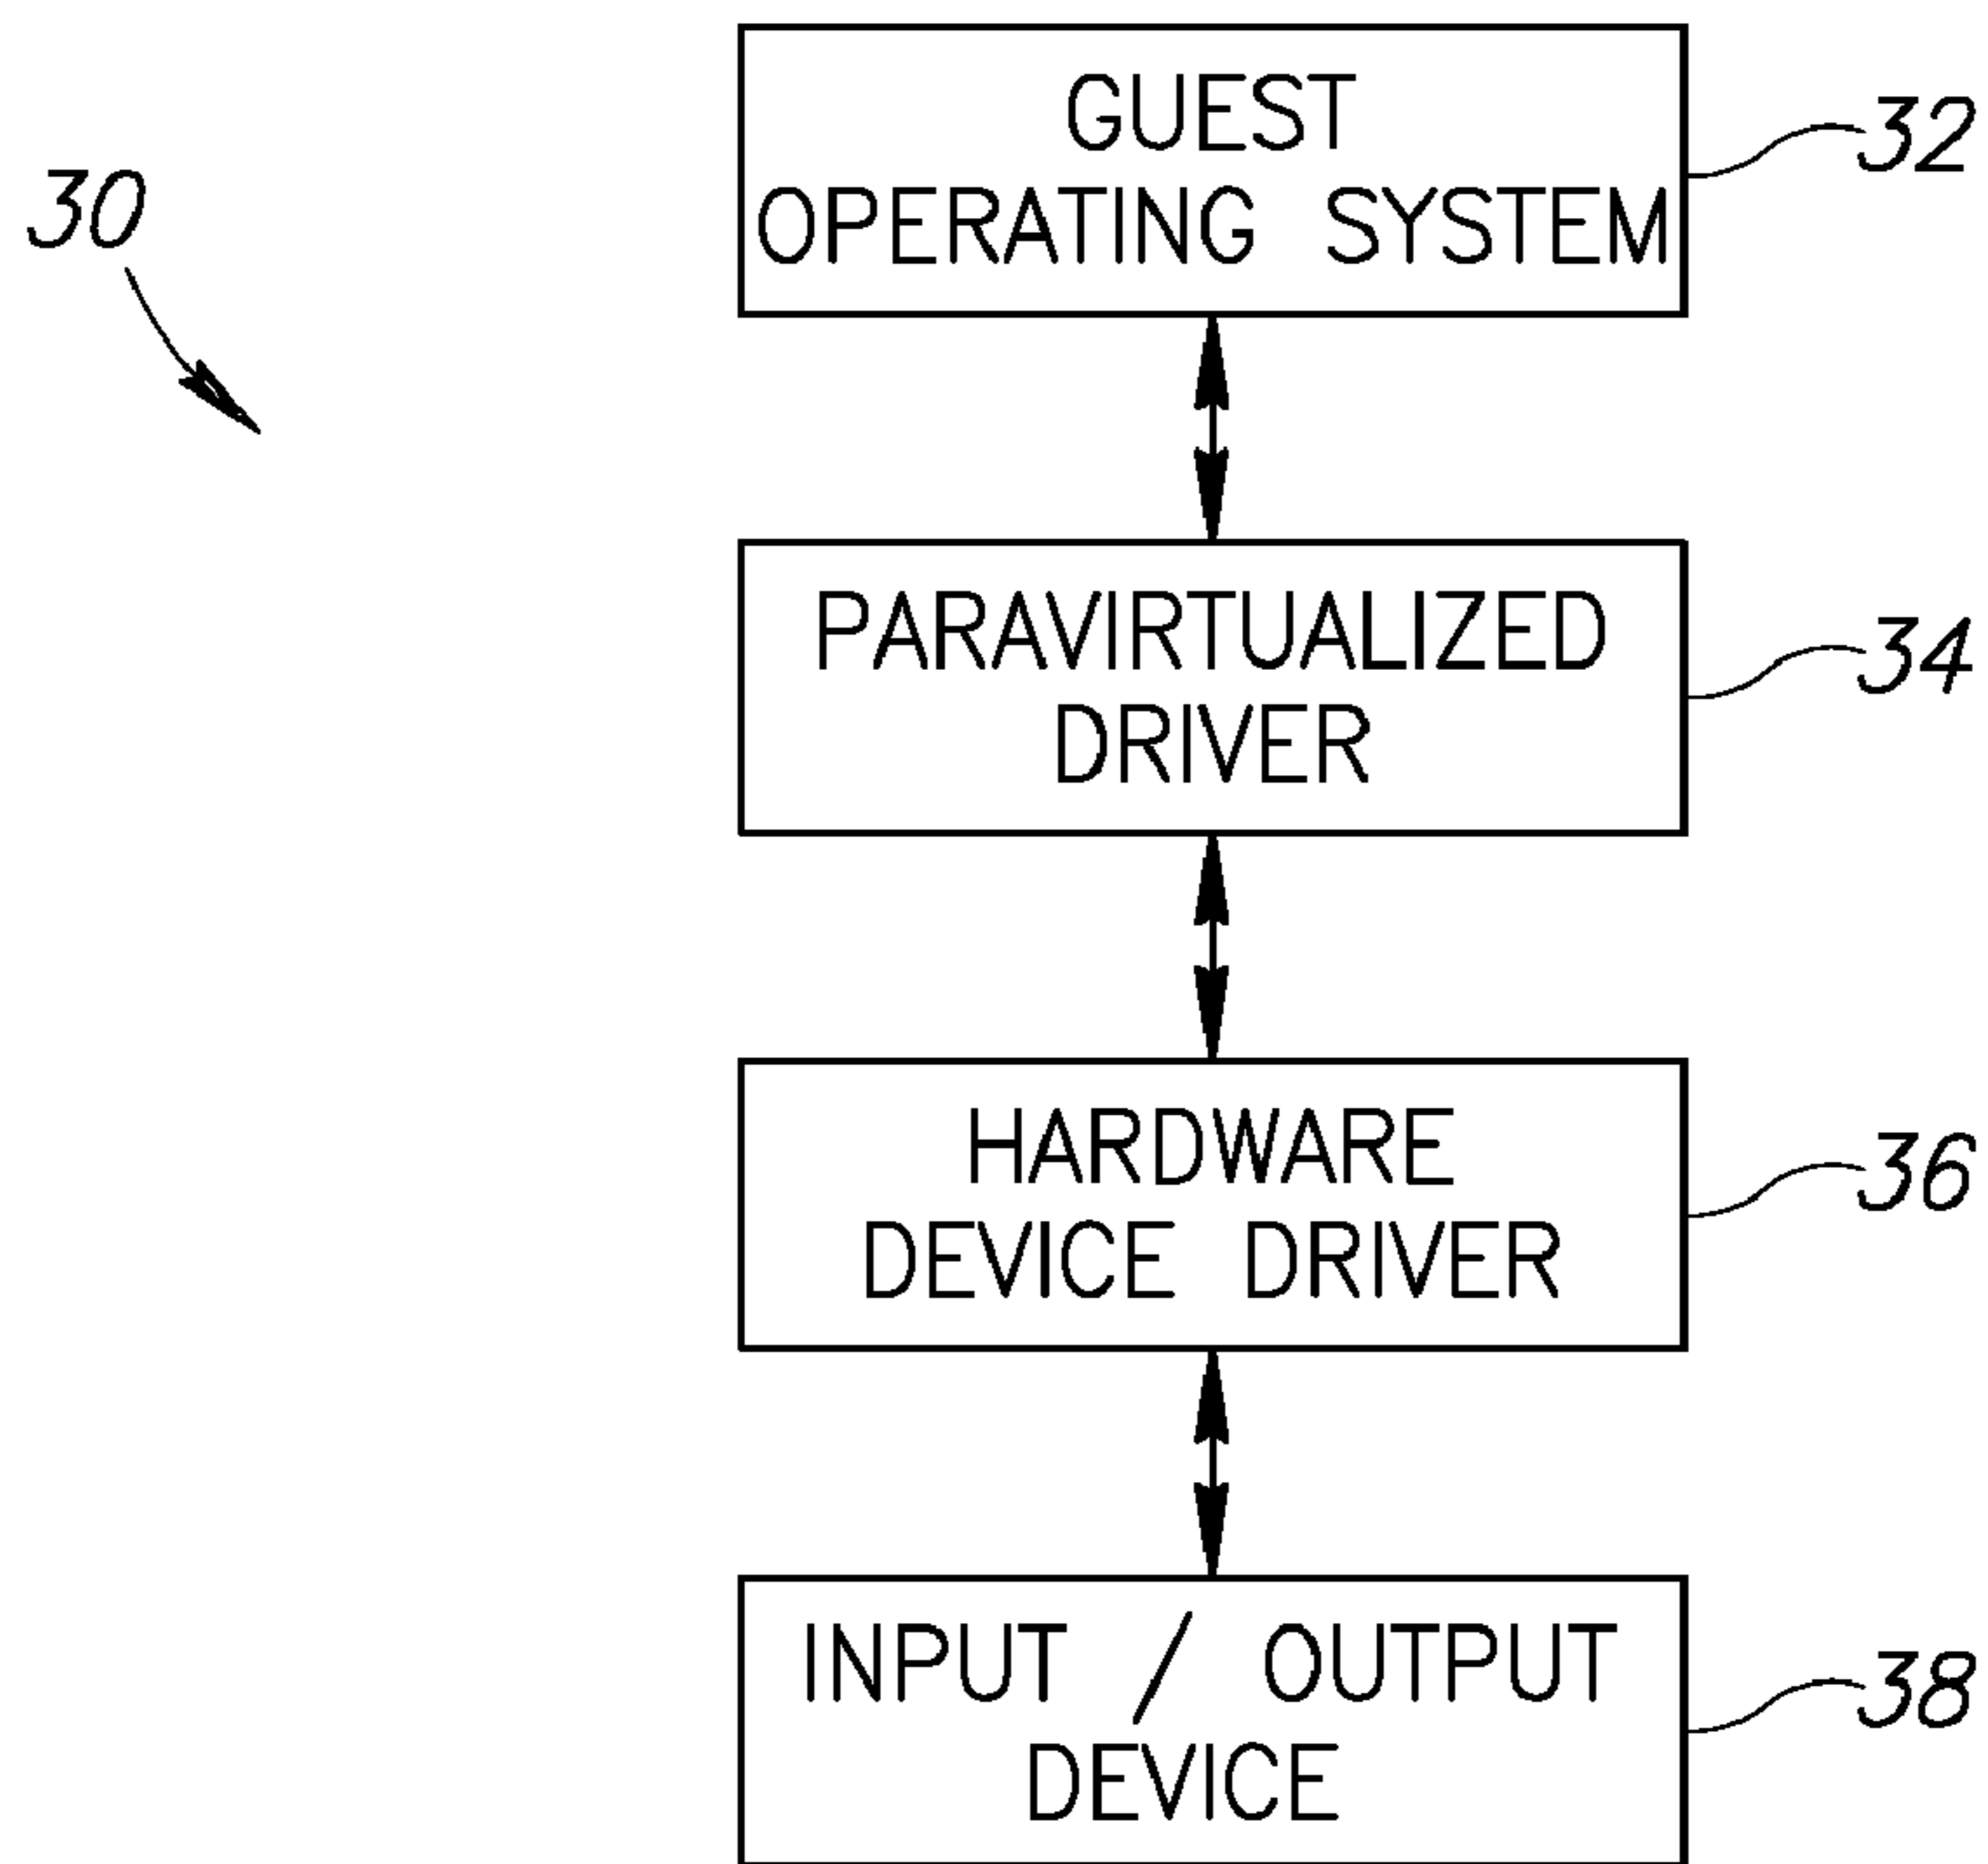 30
GUEST
OPERATING SYSTEM
32
PARAVIRTUALIZED
DRIVER
34
HARDWARE
DEVICE DRIVER
36
INPUT / OUTPUT
DEVICE
38